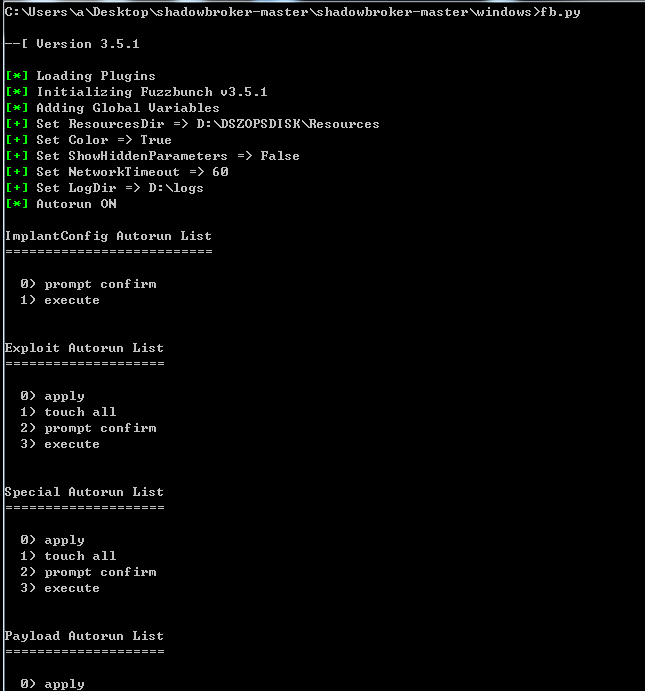 C:\Users\a\Desktop\shadowbroker-master\shadowbroker-master\windows>fb.py
--[ Version 3.5.1
[*] Loading Plugins
[*] Initializing Fuzzbunch v3.5.1
[*] Adding Global Variables
[+] Set ResourcesDir => D:\DSZOPSDISK\Resources
[+] Set Color => True
[+] Set ShowHiddenParameters => False
[+] Set NetworkTimeout => 60
[+] Set LogDir => D:\logs
[*] Autorun ON
ImplantConfig Autorun List
==========================
0) prompt confirm
1) execute
Exploit Autorun List
====================
0) apply
1) touch all
2) prompt confirm
3) execute
Special Autorun List
====================
0) apply
1) touch all
2) prompt confirm
3) execute
Payload Autorun List
====================
0) apply